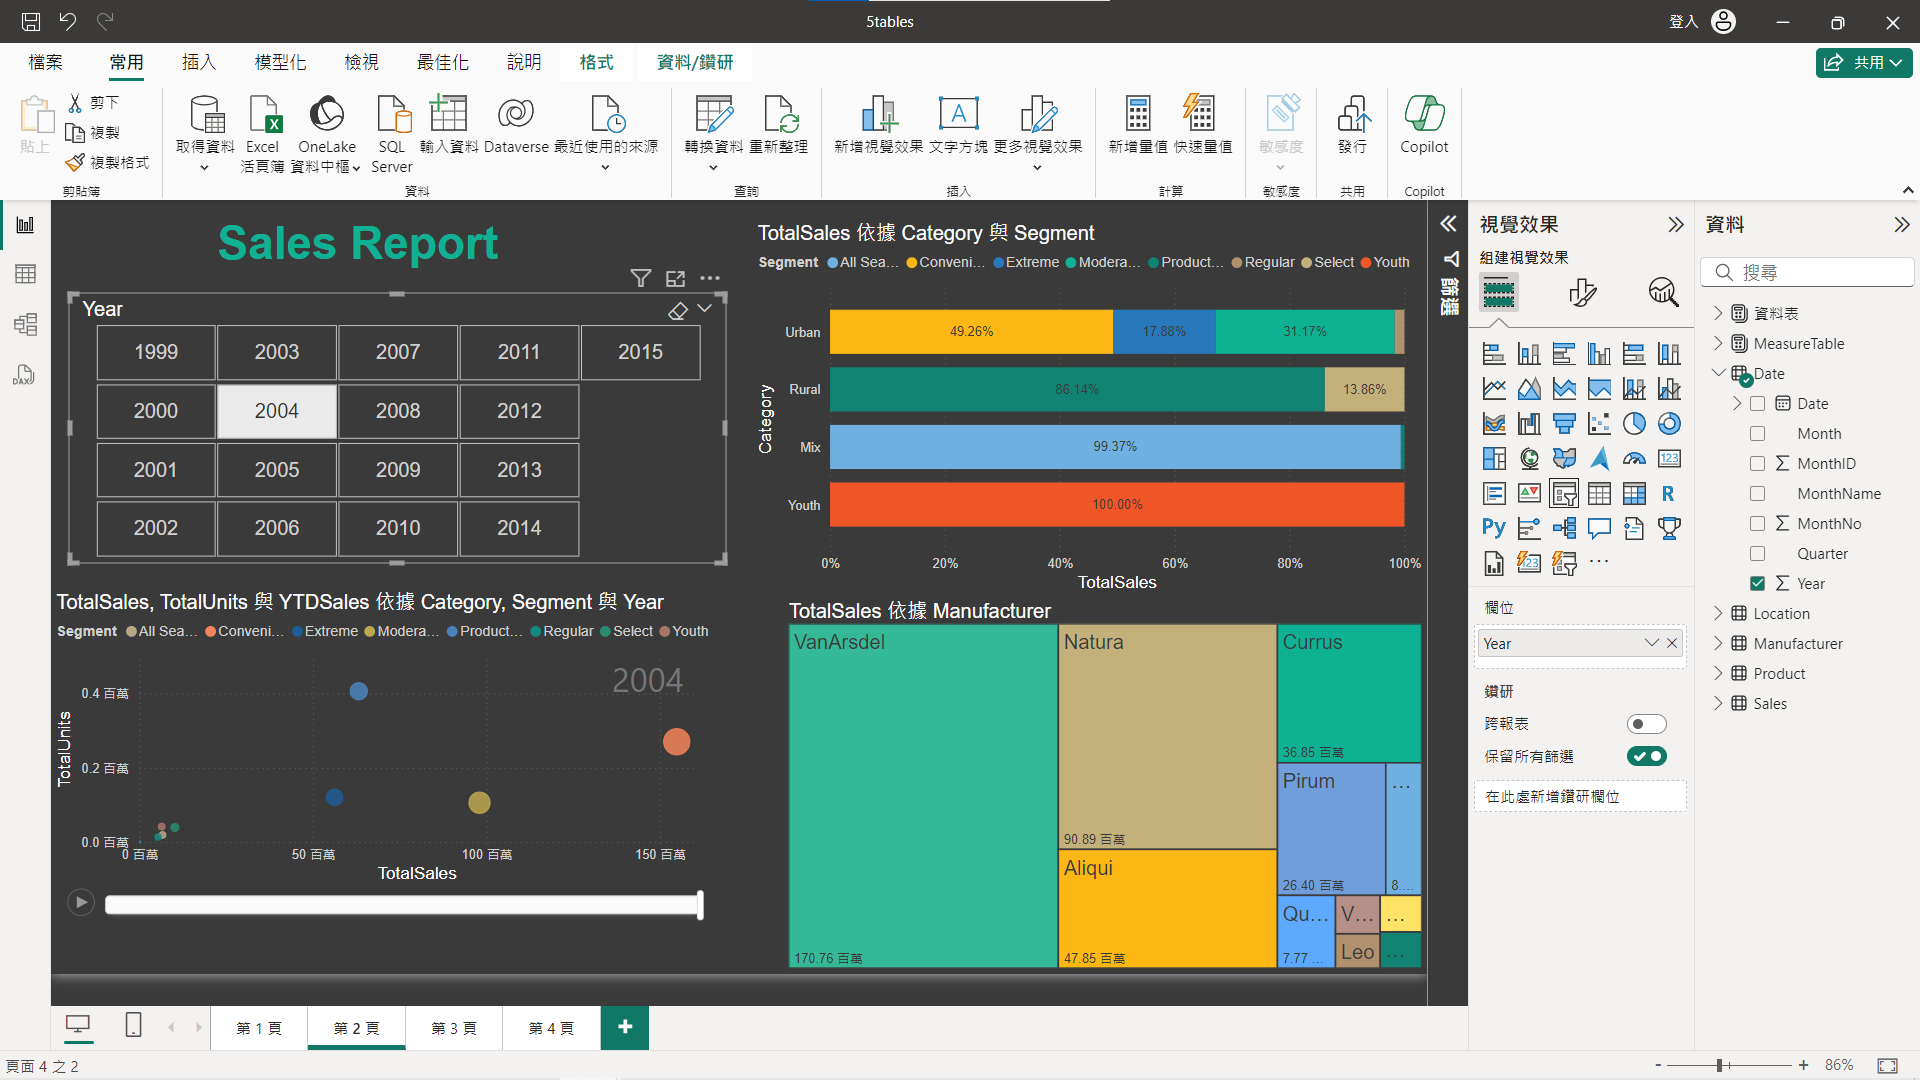 5tables
登入
檔案 常用 插入 模型化 檢視 最佳化 說明 格式 資料/鑽研
共用
貼上
剪下
複製
複製格式
剪貼簿
取得資料
Excel
活頁簿
OneLake
資料中樞
SQL
Server
輸入資料
Dataverse
最近使用的來源
資料
轉換資料
重新整理
查詢
新增視覺效果
文字方塊
更多視覺效果
插入
新增量值
快速量值
計算
敏感度
敏感度
發行
共用
Copilot
Copilot
DAX
Sales Report
Year
1999 2003 2007 2011 2015
2000 2004 2008 2012
2001 2005 2009 2013
2002 2006 2010 2014
TotalSales 依據 Category 與 Segment
Segment All Sea... Conveni... Extreme Modera... Product... Regular Select Youth
Category
Urban 49.26% 17.88% 31.17%
Rural 86.14% 13.86%
Mix 99.37%
Youth 100.00%
0% 20% 40% 60% 80% 100%
TotalSales
TotalSales, TotalUnits 與 YTDSales 依據 Category, Segment 與 Year
Segment All Sea... Conveni... Extreme Modera... Product... Regular Select Youth
2004
TotalUnits
0.4 百萬
0.2 百萬
0.0 百萬
0 百萬 50 百萬 100 百萬 150 百萬
TotalSales
TotalSales 依據 Manufacturer
VanArsdel
170.76 百萬
Natura
90.89 百萬
Aliqui
47.85 百萬
Currus
36.85 百萬
Pirum
26.40 百萬
...
8....
Qu...
7.77 ...
V...
Leo
...
...
篩選
視覺效果
組建視覺效果
123
R
Py
123
...
欄位
Year
鑽研
跨報表
保留所有篩選
在此處新增鑽研欄位
資料
搜尋
資料表
MeasureTable
Date
Date
Month
MonthID
MonthName
MonthNo
Quarter
Year
Location
Manufacturer
Product
Sales
第 1 頁 第 2 頁 第 3 頁 第 4 頁
頁面 4 之 2
- + 86%